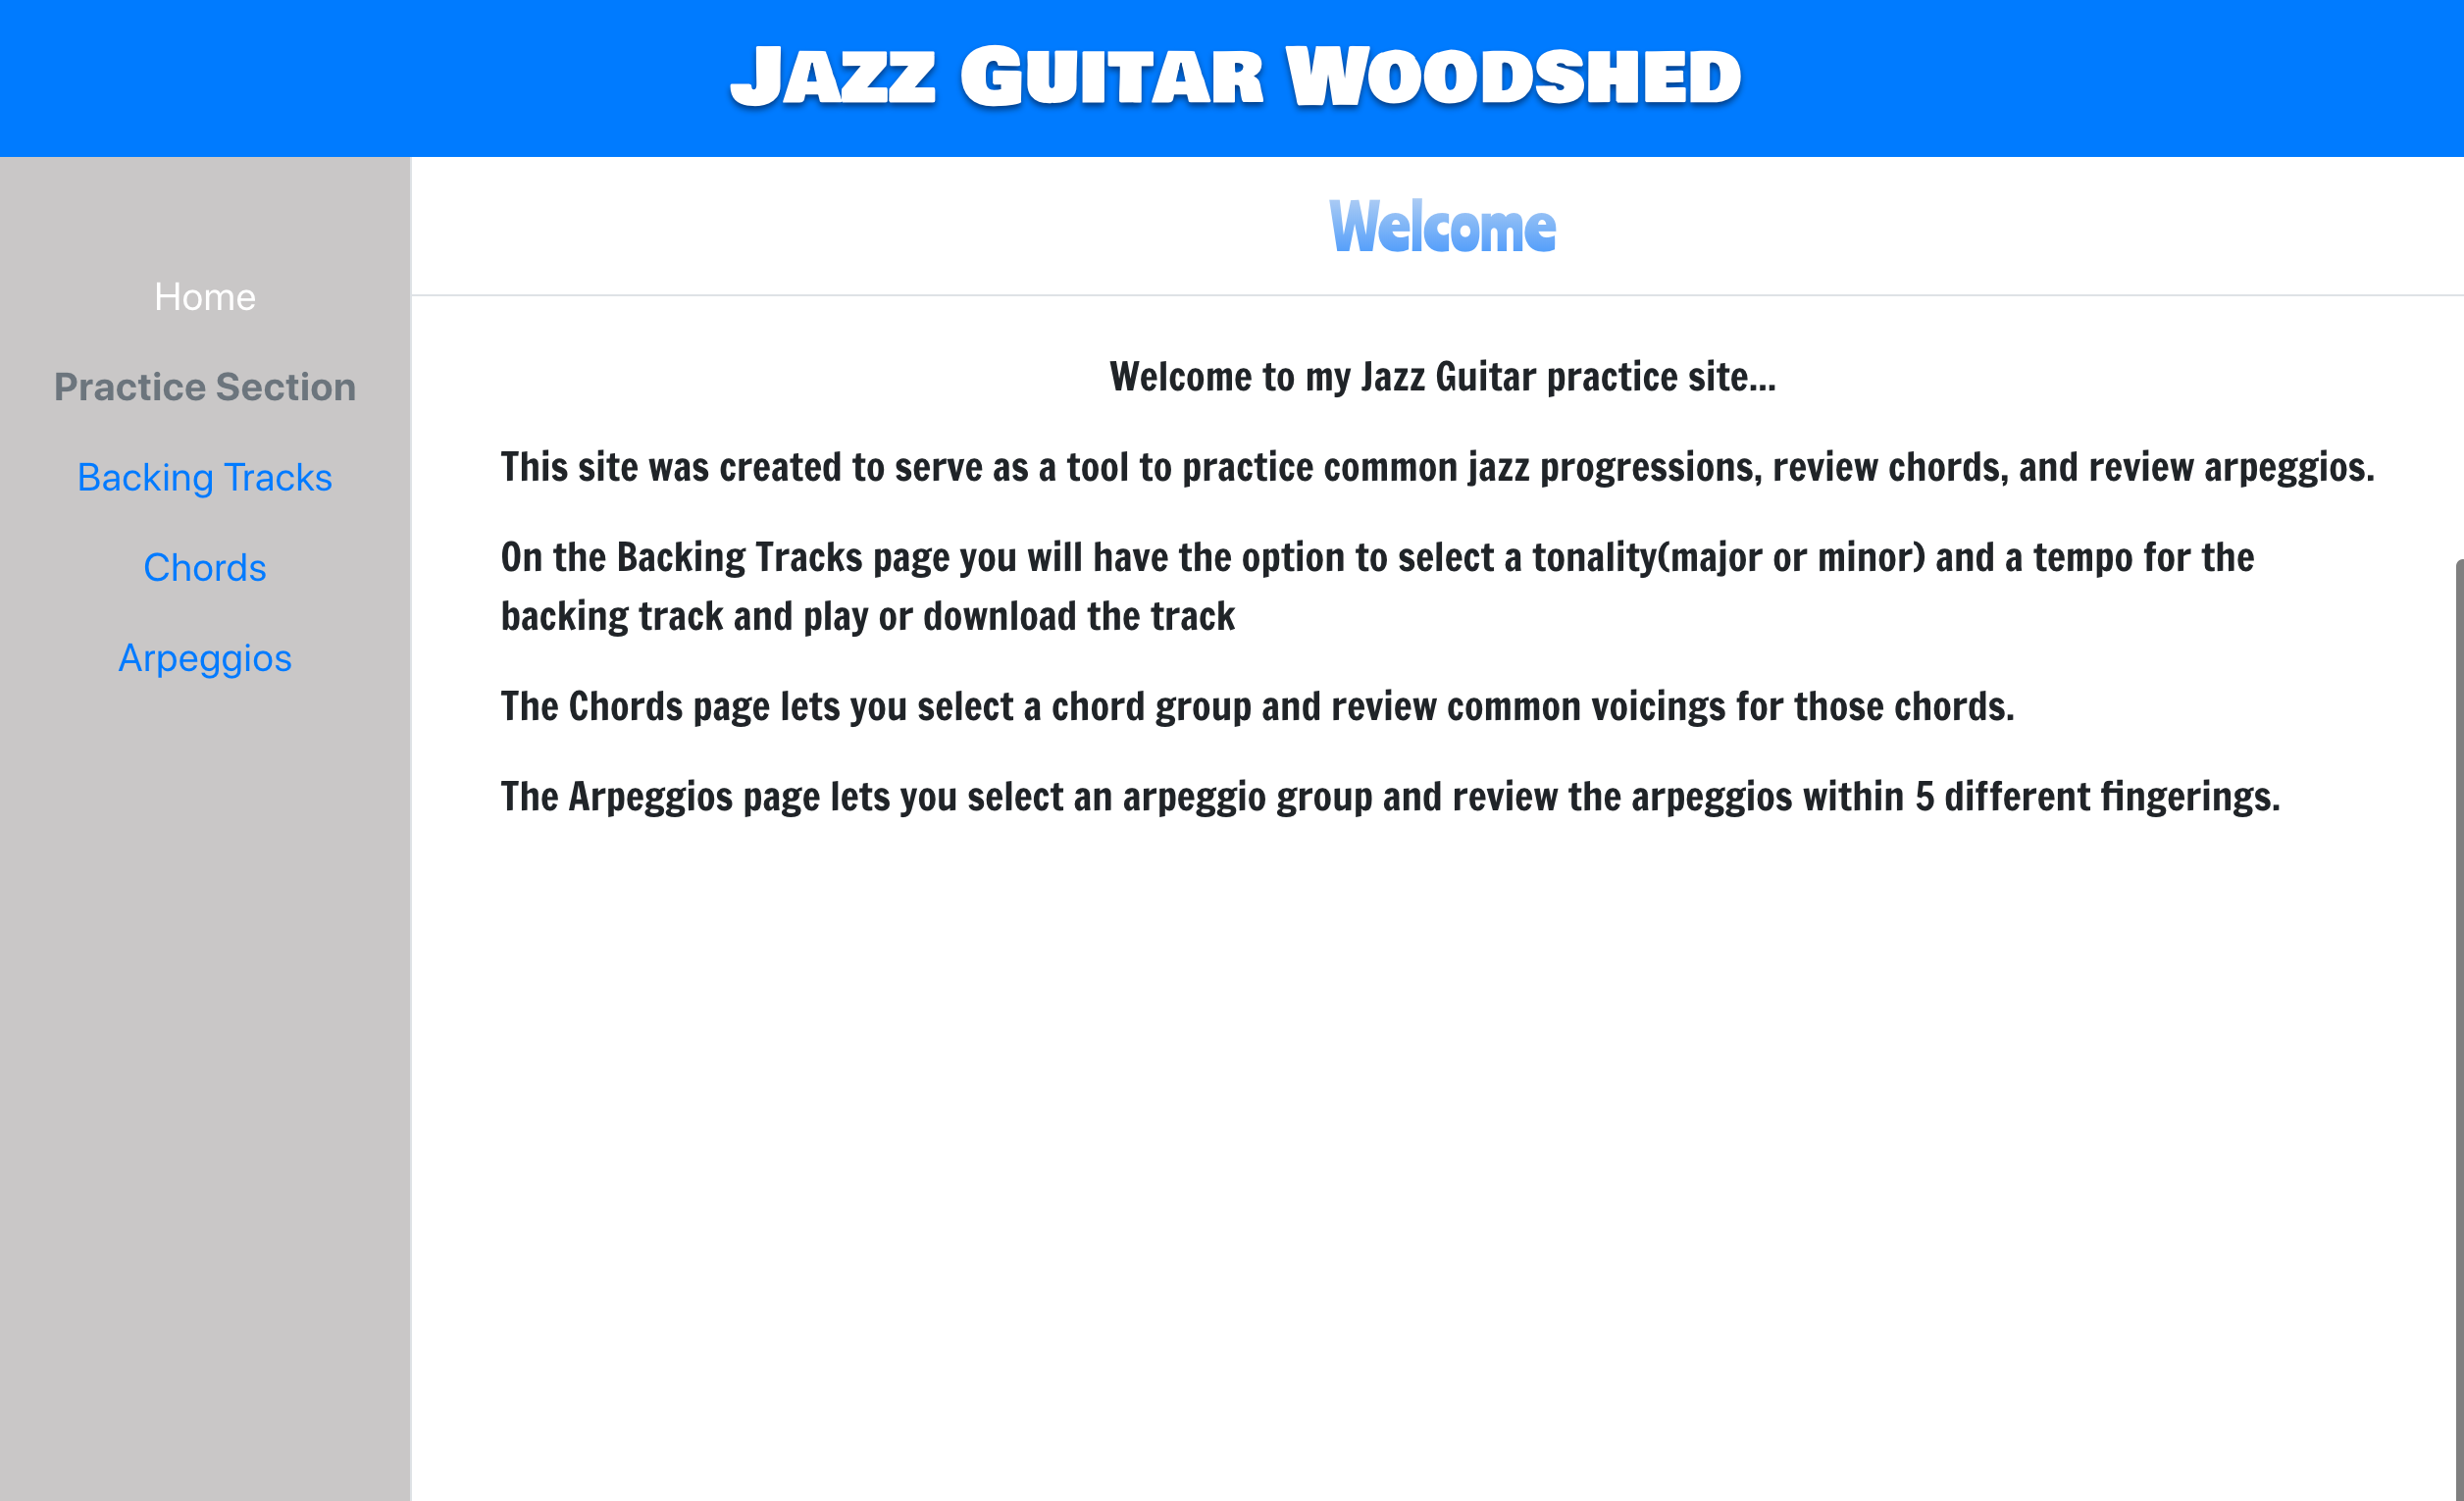 Jazz Guitar Woodshed
Home
Practice Section
Backing Tracks
Chords
Arpeggios
Welcome
Welcome to my Jazz Guitar practice site...
This site was created to serve as a tool to practice common jazz progressions, review chords, and review arpeggios.
On the Backing Tracks page you will have the option to select a tonality(major or minor) and a tempo for the
backing track and play or download the track
The Chords page lets you select a chord group and review common voicings for those chords.
The Arpeggios page lets you select an arpeggio group and review the arpeggios within 5 different fingerings.